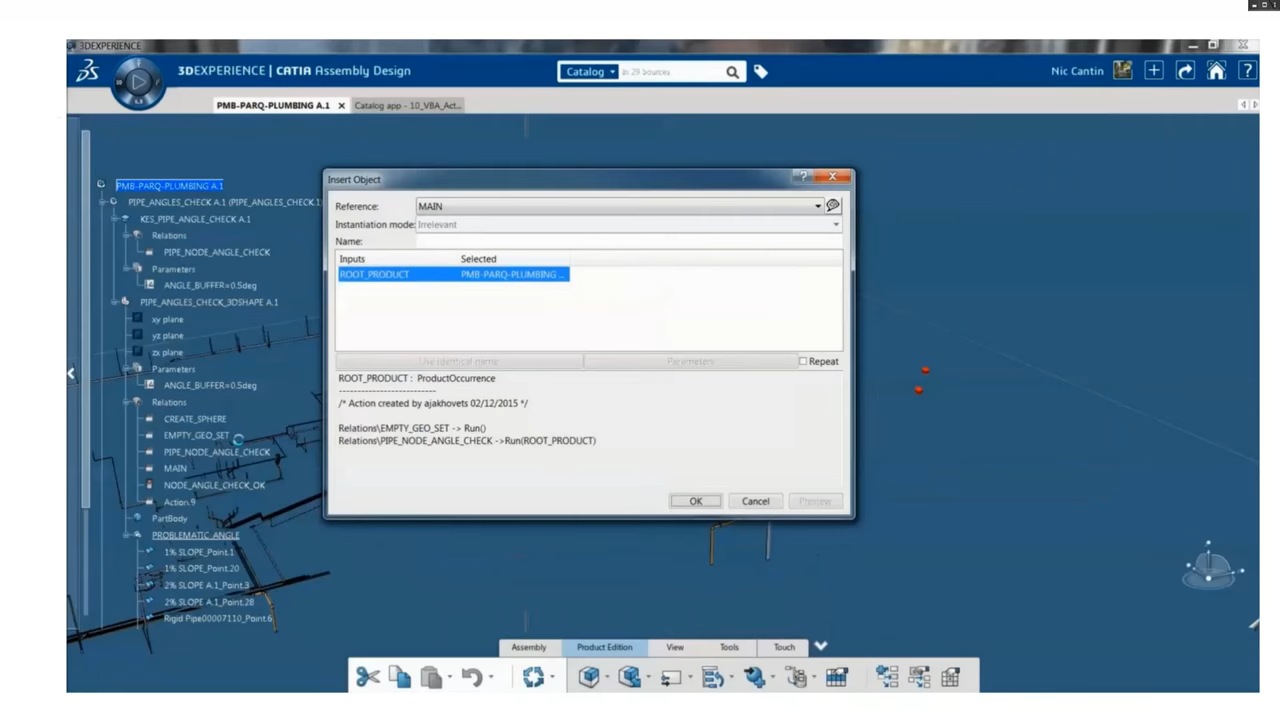 3DEXPERIENCE
3DEXPERIENCE | CATIA Assembly Design
Catalog
in 29 sources
Nic Cantin
PMB-PARQ-PLUMBING A.1
Catalog app - 10_VBA_Act...
PMB-PARQ-PLUMBING A.1
PIPE_ANGLES_CHECK A.1 (PIPE_ANGLES_CHECK.1)
KES_PIPE_ANGLE_CHECK A.1
Relations
PIPE_NODE_ANGLE_CHECK
Parameters
ANGLE_BUFFER=0.5deg
PIPE_ANGLES_CHECK_3DSHAPE A.1
xy plane
yz plane
zx plane
Parameters
ANGLE_BUFFER=0.5deg
Relations
CREATE_SPHERE
EMPTY_GEO_SET
PIPE_NODE_ANGLE_CHECK
MAIN
NODE_ANGLE_CHECK_OK
Action.9
PartBody
PROBLEMATIC_ANGLE
1% SLOPE_Point.1
1% SLOPE_Point.20
2% SLOPE A.1_Point.3
2% SLOPE A.1_Point.28
Rigid Pipe00007110_Point.6
Insert Object
Reference: MAIN
Instantiation mode: Irrelevant
Name:
Inputs Selected
ROOT_PRODUCT PMB-PARQ-PLUMBING ...
Use identical name Parameters Repeat
ROOT_PRODUCT : ProductOccurrence
--------------------------
/* Action created by ajakhovets 02/12/2015 */
Relations\EMPTY_GEO_SET -> Run()
Relations\PIPE_NODE_ANGLE_CHECK ->Run(ROOT_PRODUCT)
OK Cancel Preview
Assembly Product Edition View Tools Touch